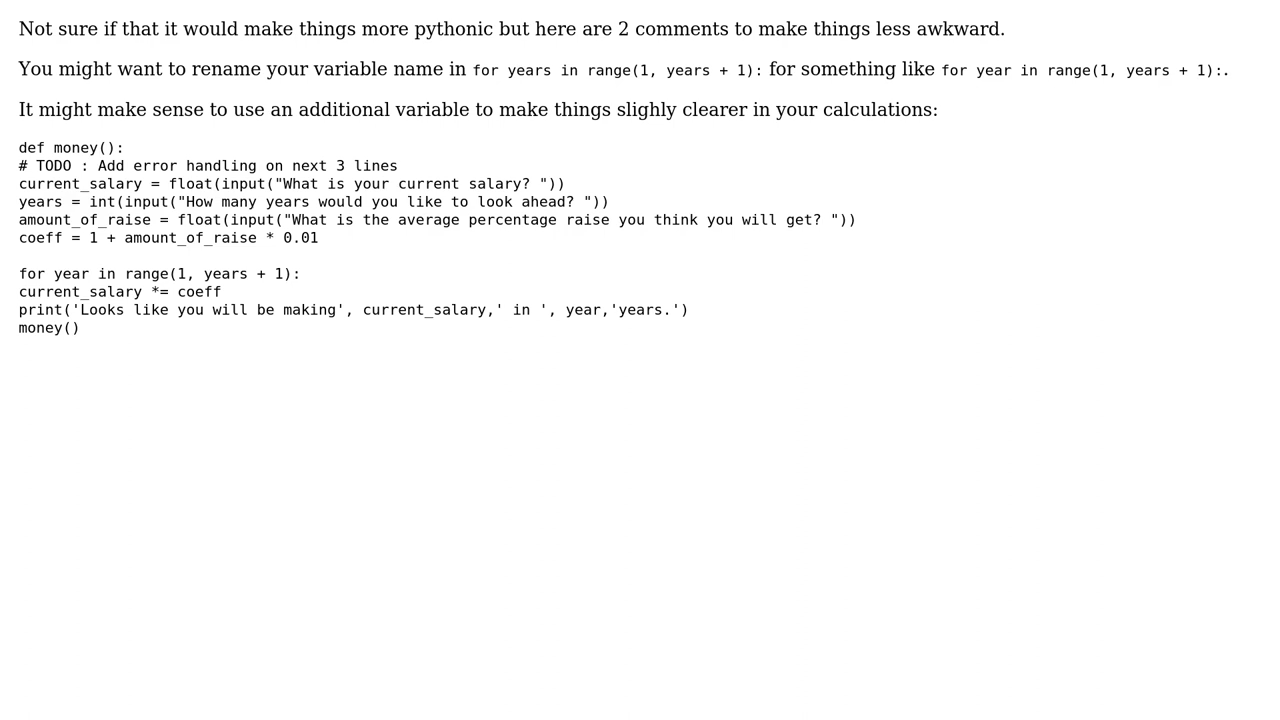 Not sure if that it would make things more pythonic but here are 2 comments to make things less awkward.
You might want to rename your variable name in for years in range(1, years + 1): for something like for year in range(1, years + 1):.
It might make sense to use an additional variable to make things slighly clearer in your calculations:
def money():
# TODO : Add error handling on next 3 lines
current_salary = float(input("What is your current salary? "))
years = int(input("How many years would you like to look ahead? "))
amount_of_raise = float(input("What is the average percentage raise you think you will get? "))
coeff = 1 + amount_of_raise * 0.01
for year in range(1, years + 1):
current_salary *= coeff
print('Looks like you will be making', current_salary,' in ', year,'years.')
money()